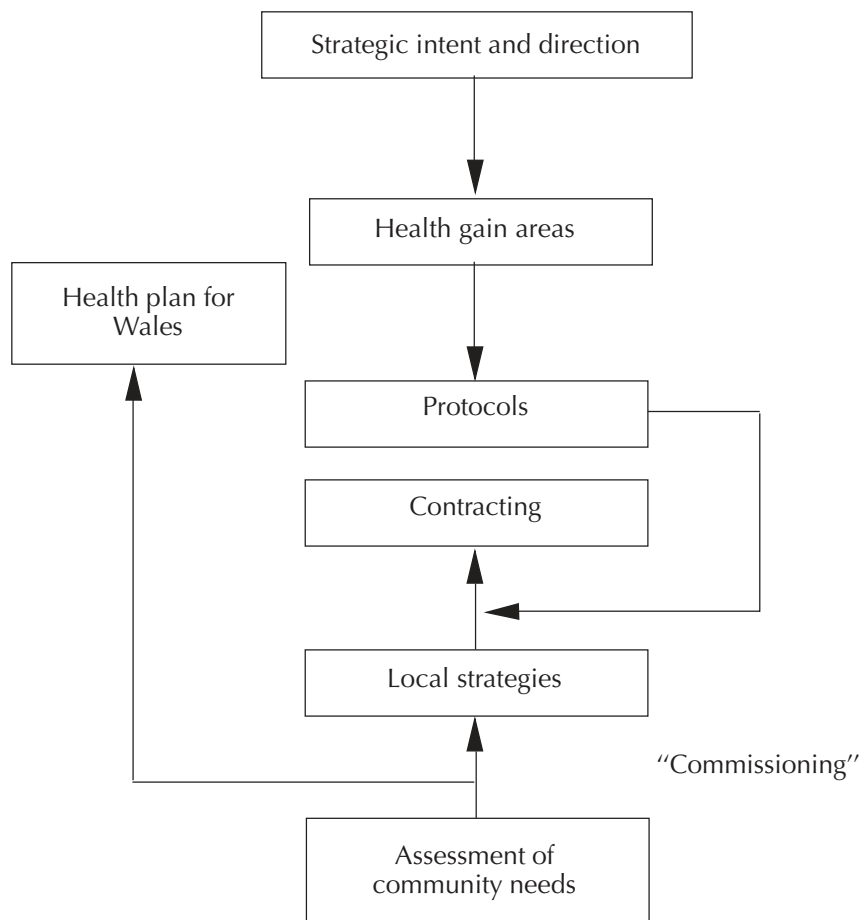 Strategic intent and direction
Health gain areas
Health plan for
Wales
Protocols
Contracting
Local strategies
“Commissioning”
Assessment of
community needs